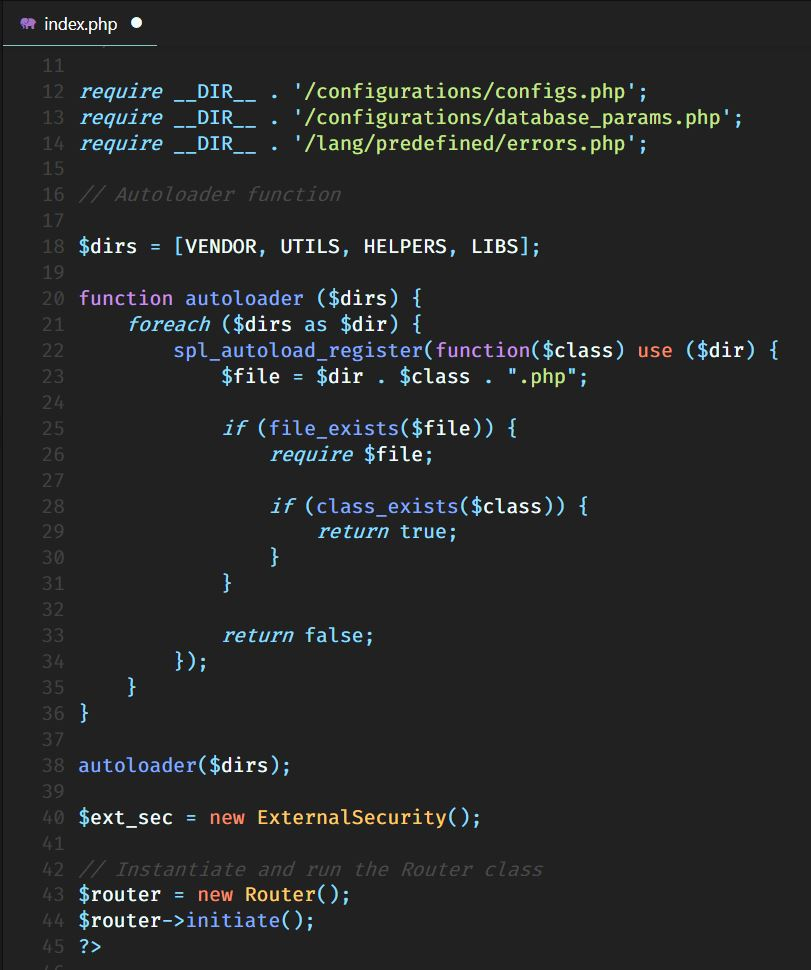 index.php
11
12 require __DIR__ . '/configurations/configs.php';
13 require __DIR__ . '/configurations/database_params.php';
14 require __DIR__ . '/lang/predefined/errors.php';
15
16 // Autoloader function
17
18 $dirs = [VENDOR, UTILS, HELPERS, LIBS];
19
20 function autoloader ($dirs) {
21     foreach ($dirs as $dir) {
22         spl_autoload_register(function($class) use ($dir) {
23             $file = $dir . $class . ".php";
24
25             if (file_exists($file)) {
26                 require $file;
27
28                 if (class_exists($class)) {
29                     return true;
30                 }
31             }
32
33             return false;
34         });
35     }
36 }
37
38 autoloader($dirs);
39
40 $ext_sec = new ExternalSecurity();
41
42 // Instantiate and run the Router class
43 $router = new Router();
44 $router->initiate();
45 ?>